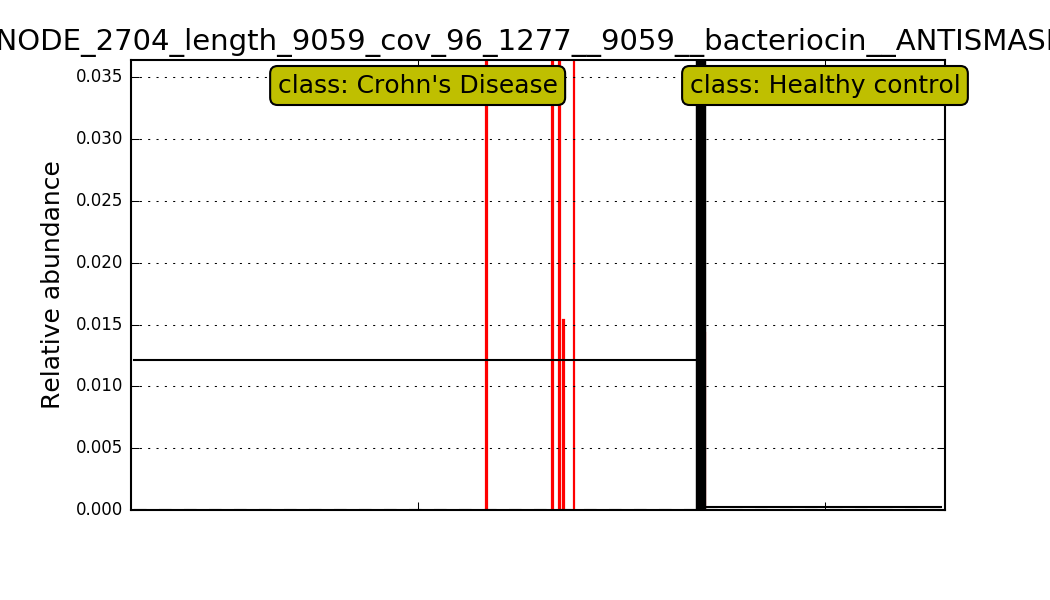 NODE_2704_length_9059_cov_96_1277__9059__bacteriocin__ANTISMAS
class: Crohn's Disease
class: Healthy control
Relative abundance
0.035
0.030
0.025
0.020
0.015
0.010
0.005
0.000